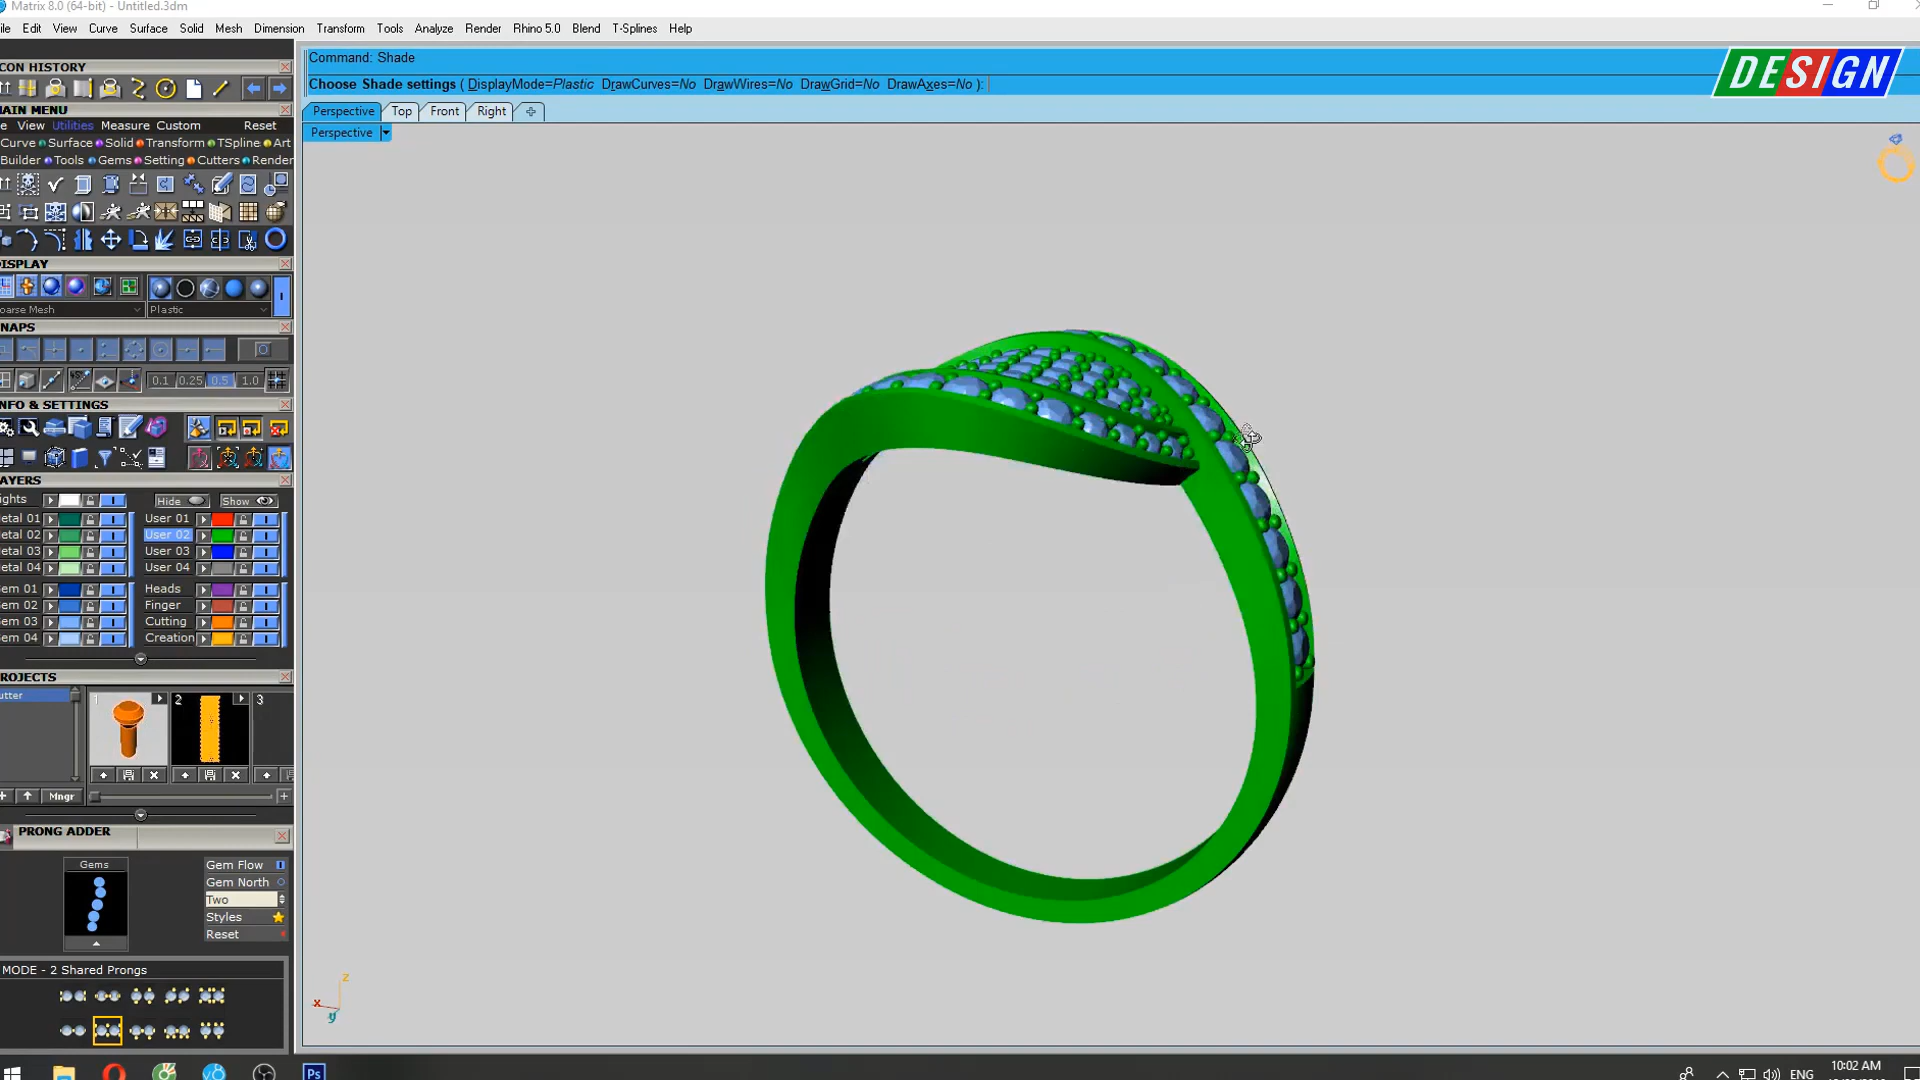 Matrix 8.0 (64-bit) - Untitled.3dm
ile Edit View Curve Surface Solid Mesh Dimension Transform Tools Analyze Render Rhino 5.0 Blend T-Splines Help
CON HISTORY
Command: Shade
Choose Shade settings ( DisplayMode=Plastic DrawCurves=No DrawWires=No DrawGrid=No DrawAxes=No ):
DESIGN
AIN MENU
e View Utilities Measure Custom Reset
Curve Surface Solid Transform TSpline Art
Builder Tools Gems Setting Cutters Render
Perspective Top Front Right
Perspective
DISPLAY
oarse Mesh Plastic
NAPS
0.1 0.25 0.5 1.0
NFO & SETTINGS
AYERS
ights Hide Show
etal 01 User 01
etal 02 User 02
etal 03 User 03
etal 04 User 04
em 01 Heads
em 02 Finger
em 03 Cutting
em 04 Creation
ROJECTS
utter
1 2 3
Mngr
PRONG ADDER
Gems
Gem Flow
Gem North
Two
Styles
Reset
MODE - 2 Shared Prongs
z
x
y
Ps
ENG
10:02 AM